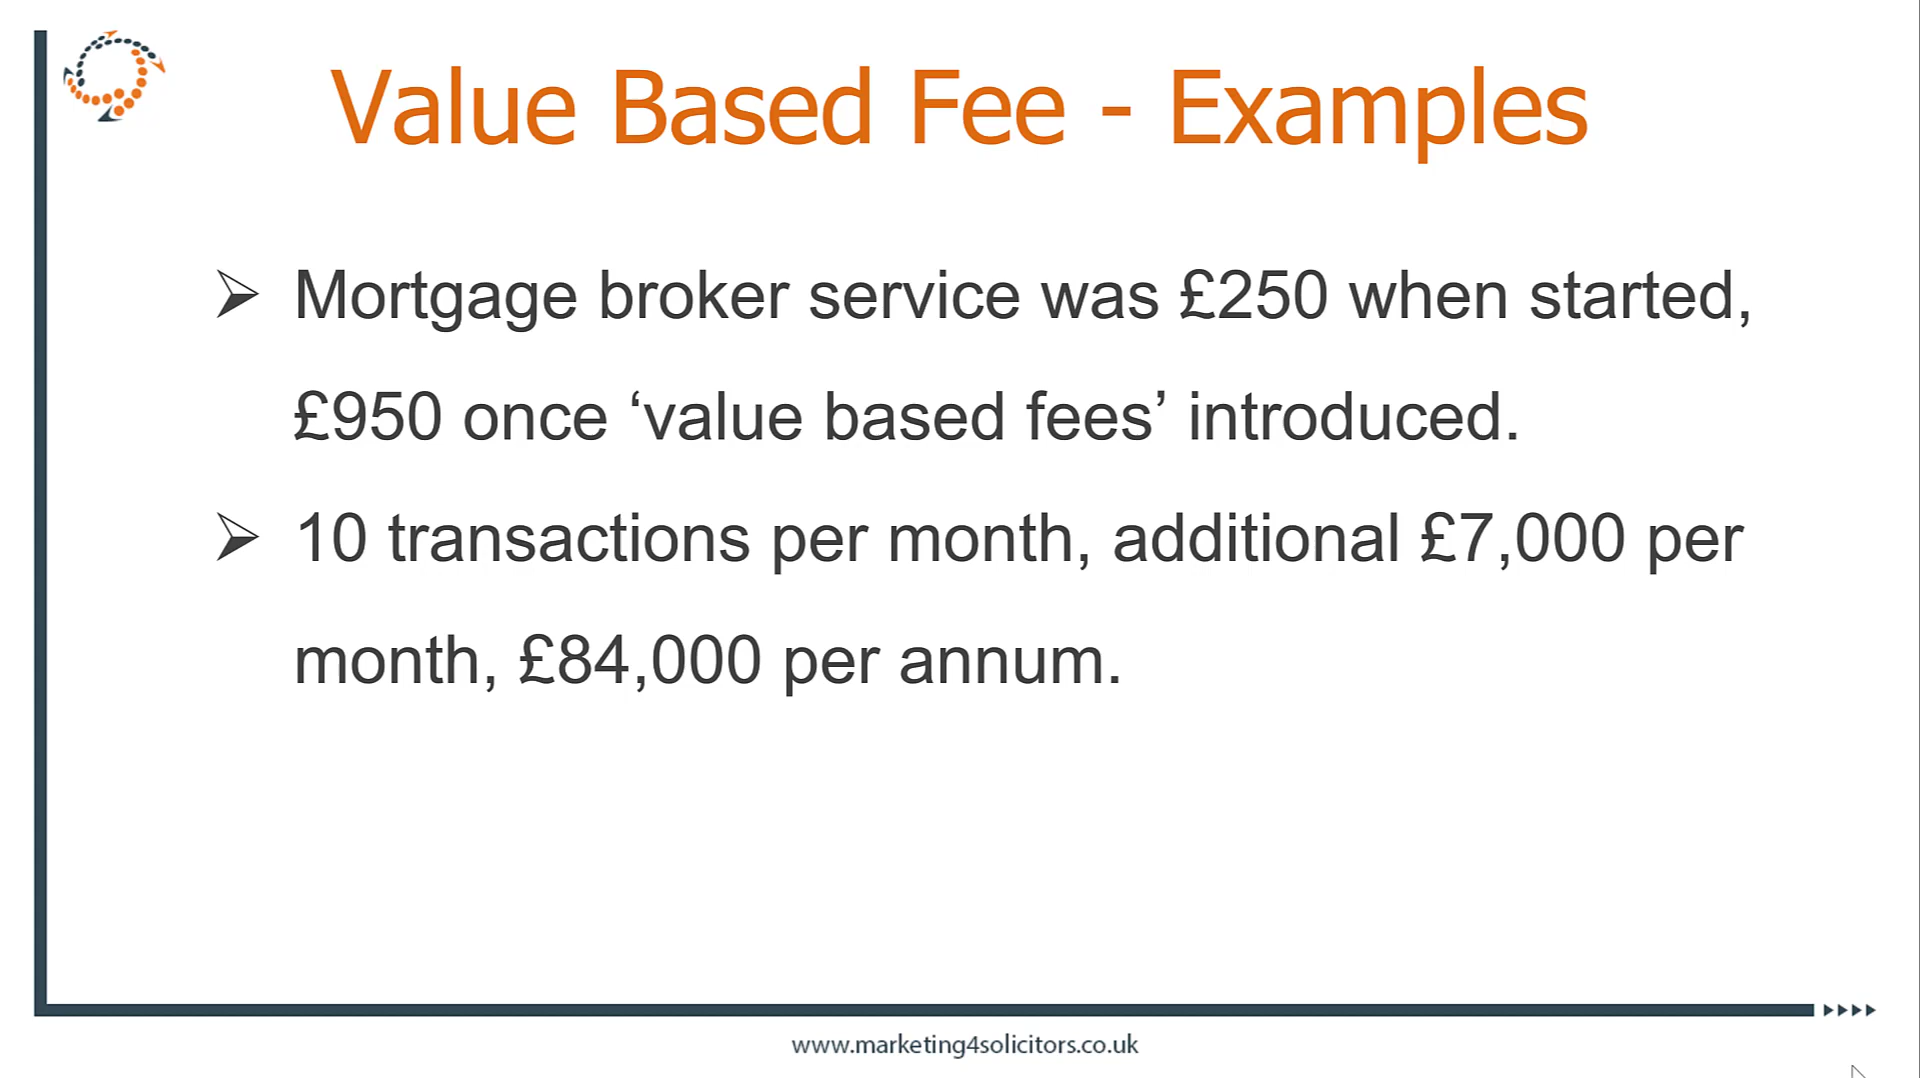 Value Based Fee - Examples
➢ Mortgage broker service was £250 when started,
£950 once ‘value based fees’ introduced.
➢ 10 transactions per month, additional £7,000 per
month, £84,000 per annum.
www.marketing4solicitors.co.uk